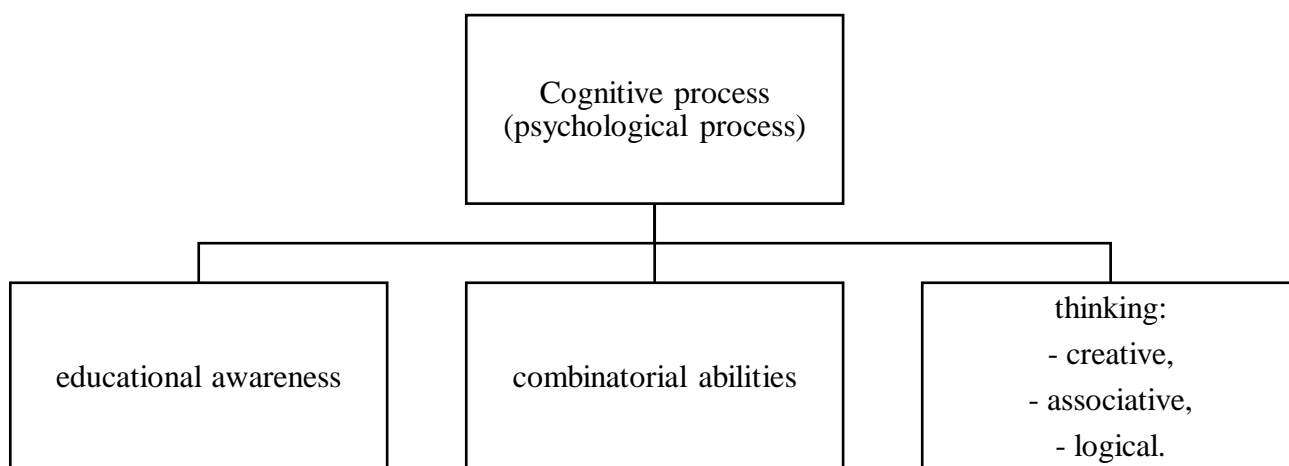 Cognitive process
(psychological process)
educational awareness
combinatorial abilities
thinking:
- creative,
- associative,
- logical.